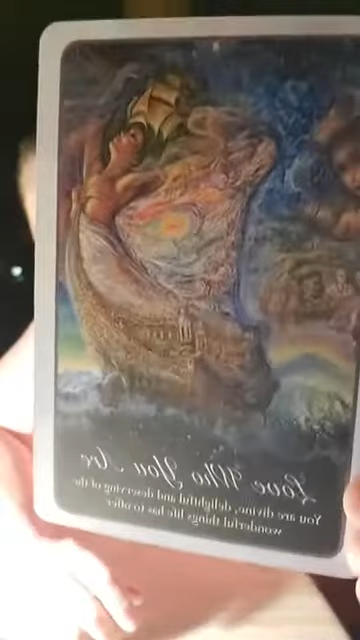 Love Who You Are
You are divine, delightful and deserving of the
wonderful things life has to offer